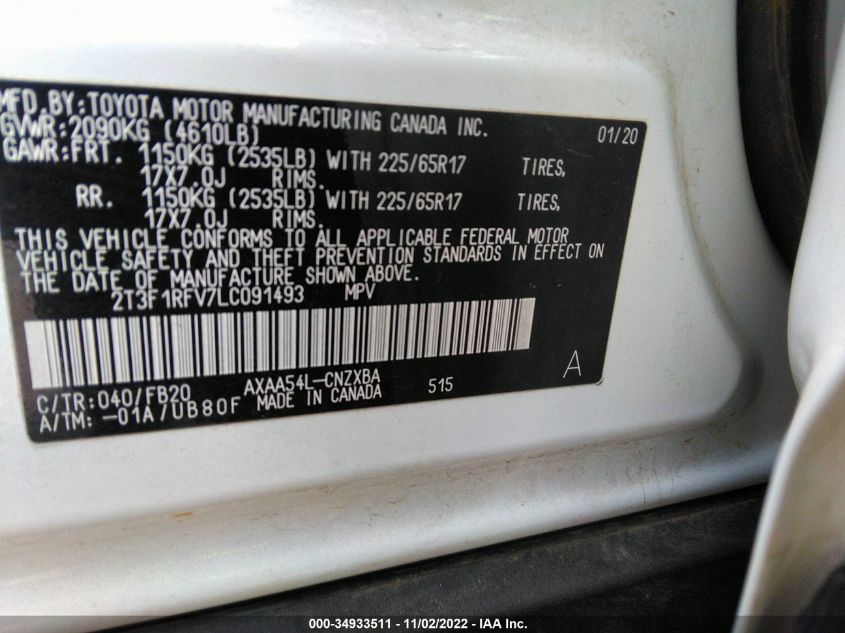 MFD.BY:TOYOTA MOTOR MANUFACTURING CANADA INC. 01/20
GVWR:2090KG (4610LB)
GAWR:FRT. 1150KG (2535LB) WITH 225/65R17 TIRES,
17X7.0J RIMS.
RR. 1150KG (2535LB) WITH 225/65R17 TIRES,
17X7.0J RIMS.
THIS VEHICLE CONFORMS TO ALL APPLICABLE FEDERAL MOTOR
VEHICLE SAFETY AND THEFT PREVENTION STANDARDS IN EFFECT ON
THE DATE OF MANUFACTURE SHOWN ABOVE.
2T3F1RFV7LC091493 MPV
C/TR:040/FB20 AXAA54L-CNZXBA 515 A
A/TM: -01A/UB80F MADE IN CANADA
000-34933511 - 11/02/2022 - IAA Inc.